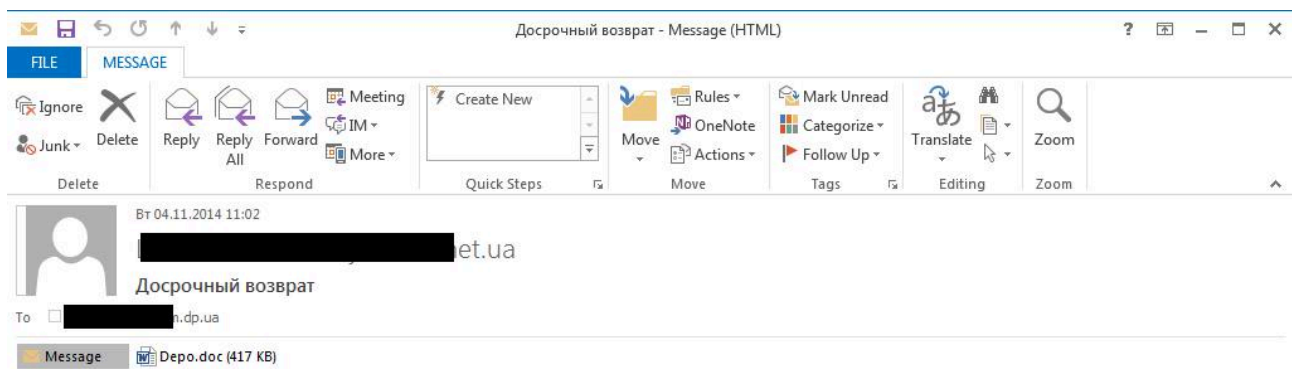 Досрочный возврат - Message (HTML)
?
FILE
MESSAGE
Ignore
Junk
Delete
Reply
Reply All
Forward
Meeting
IM
More
Create New
Move
Rules
OneNote
Actions
Mark Unread
Categorize
Follow Up
Translate
Zoom
Delete
Respond
Quick Steps
Move
Tags
Editing
Zoom
Вт 04.11.2014 11:02
et.ua
Досрочный возврат
To
.dp.ua
Message
Depo.doc (417 KB)